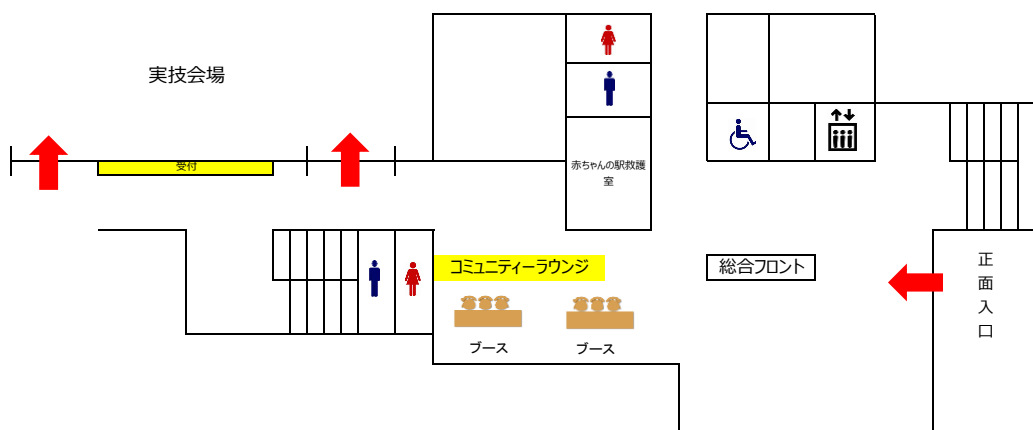 実技会場
受付
赤ちゃんの駅救護
室
コミュニティーラウンジ
総合フロント
正面入口
ブース
ブース